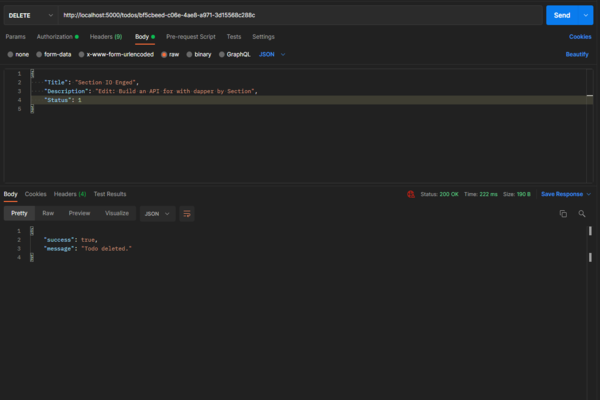 DELETE http://localhost:5000/todos/bf5cbeed-c06e-4ae8-a971-3d15568c288c Send
Params Authorization Headers (9) Body Pre-request Script Tests Settings Cookies
none form-data x-www-form-urlencoded raw binary GraphQL JSON Beautify
1 {
2 "Title": "Section IO Enged",
3 "Description": "Edit: Build an API for with dapper by Section",
4 "Status": 1
5 }
Body Cookies Headers (4) Test Results Status: 200 OK Time: 222 ms Size: 190 B Save Response
Pretty Raw Preview Visualize JSON
1 {
2 "success": true,
3 "message": "Todo deleted."
4 }